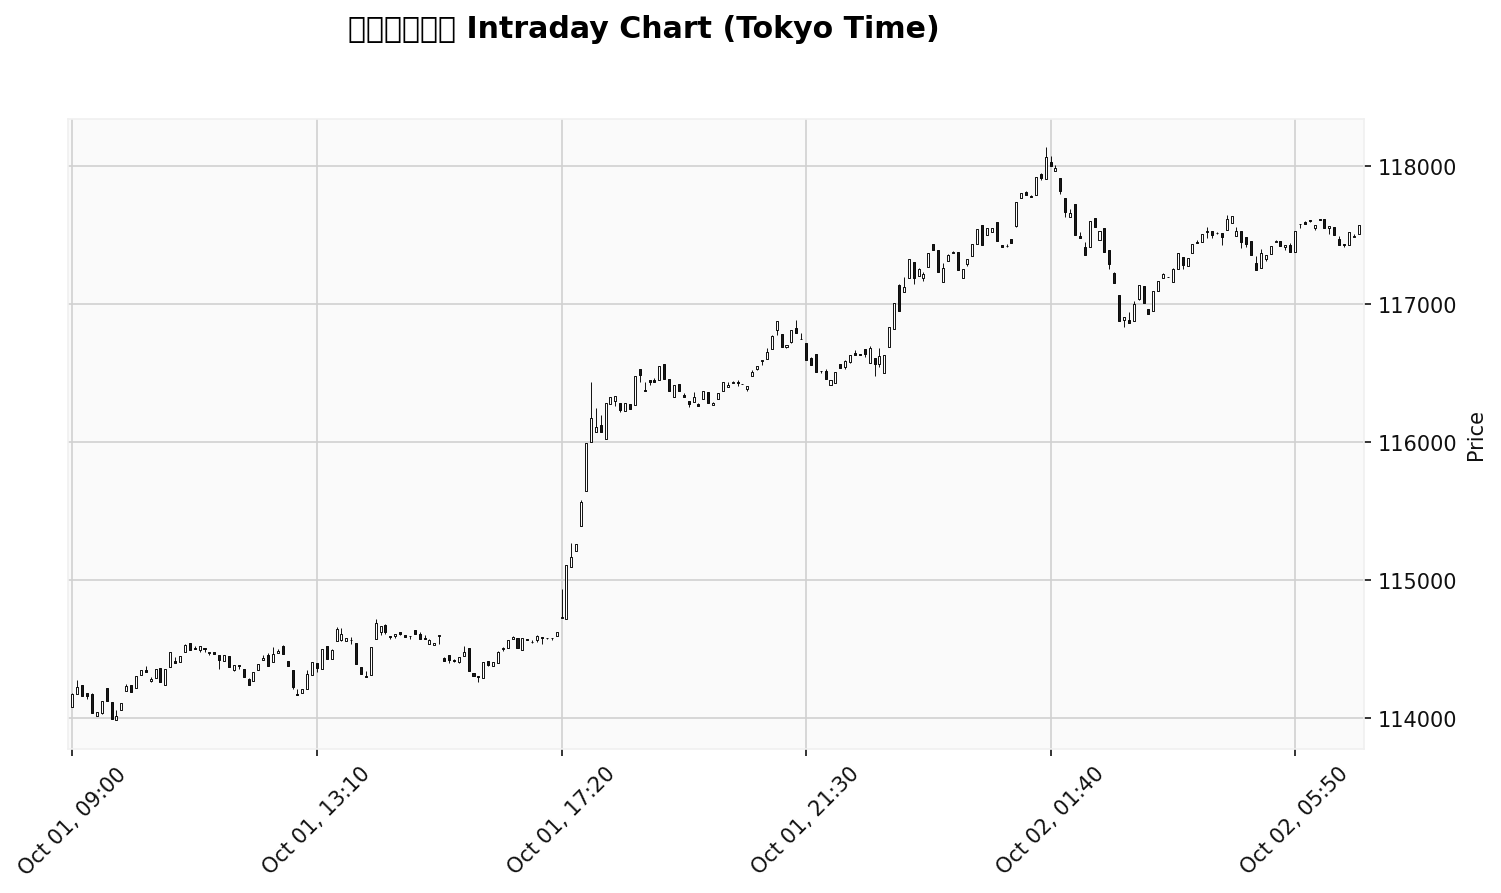 Intraday Chart (Tokyo Time)
118000
117000
116000
115000
114000
Price
Oct 01, 09:00
Oct 01, 13:10
Oct 01, 17:20
Oct 01, 21:30
Oct 02, 01:40
Oct 02, 05:50